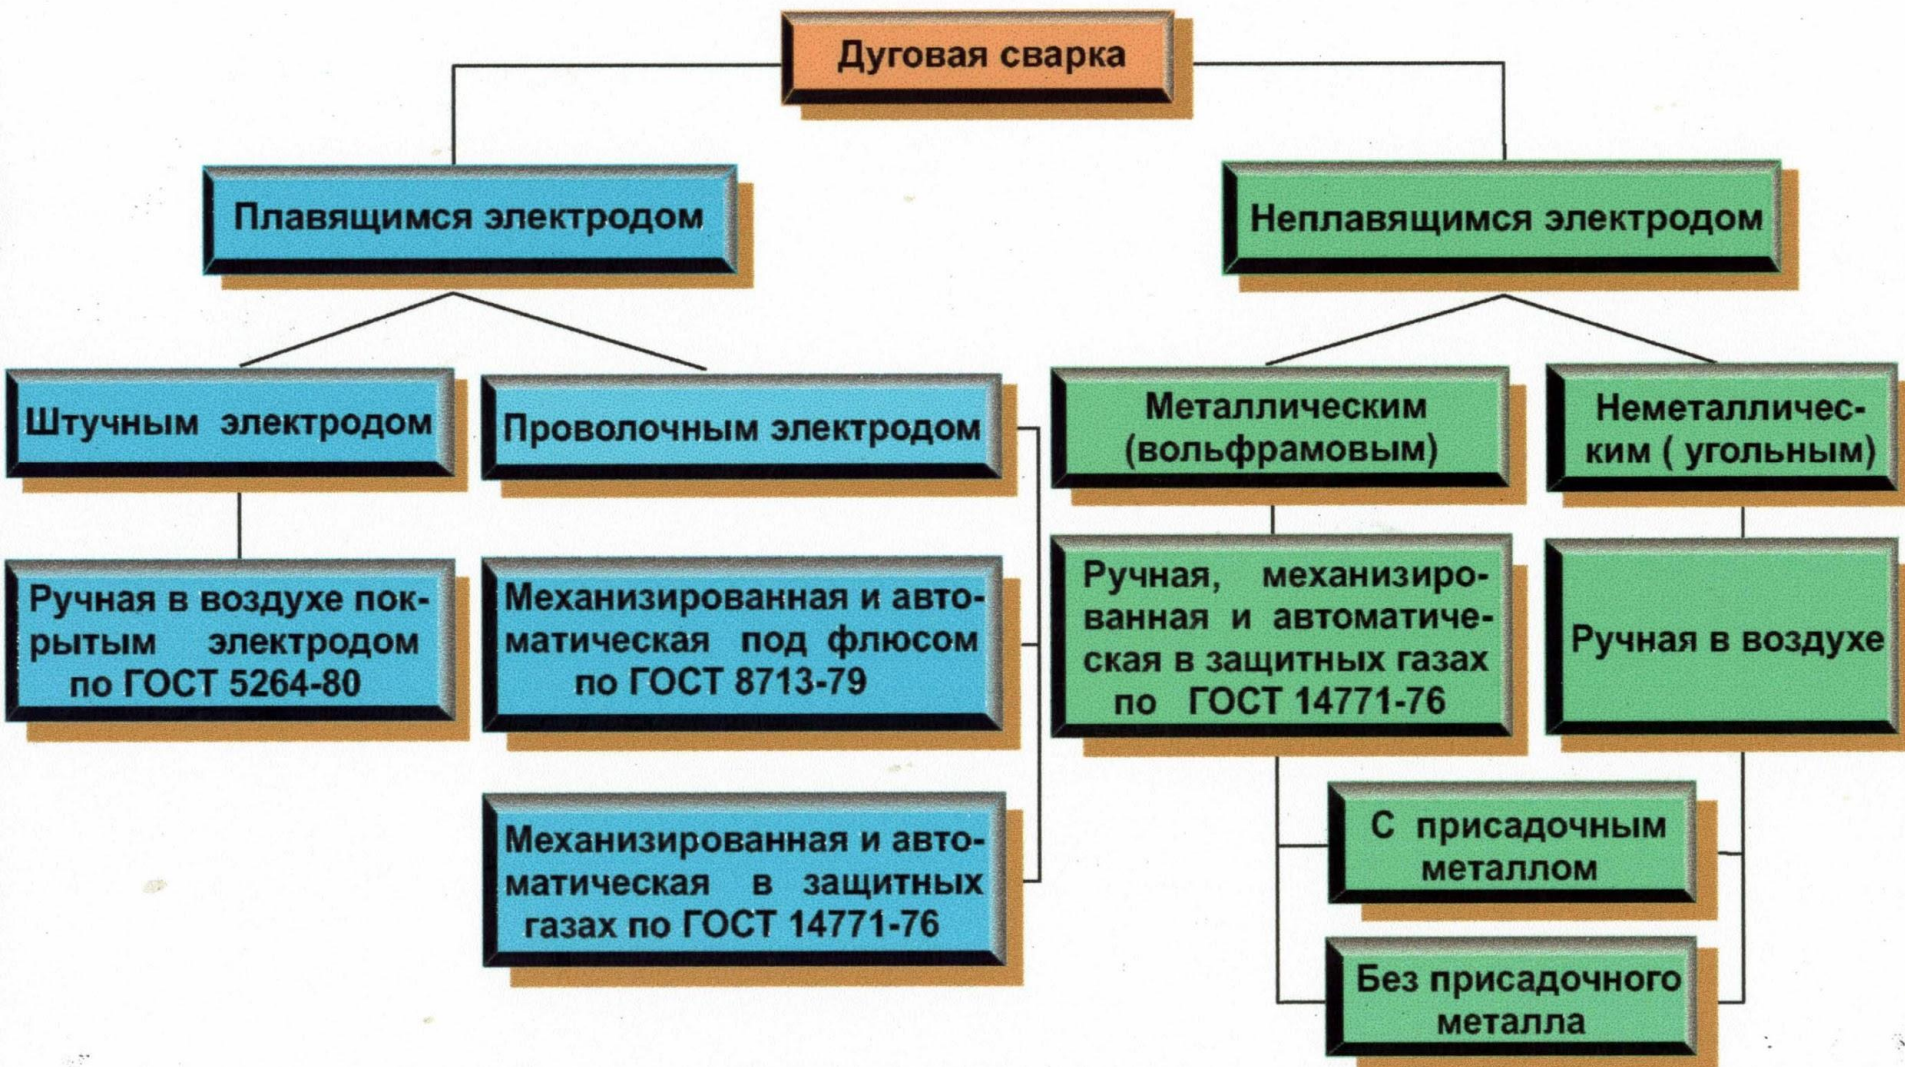 Дуговая сварка
Плавящимся электродом
Неплавящимся электродом
Штучным электродом
Проволочным электродом
Металлическим
(вольфрамовым)
Неметалличес-
ким ( угольным)
Ручная в воздухе пок-
рытым электродом
по ГОСТ 5264-80
Механизированная и авто-
матическая под флюсом
по ГОСТ 8713-79
Ручная, механизиро-
ванная и автоматиче-
ская в защитных газах
по ГОСТ 14771-76
Ручная в воздухе
Механизированная и авто-
матическая в защитных
газах по ГОСТ 14771-76
С присадочным
металлом
Без присадочного
металла